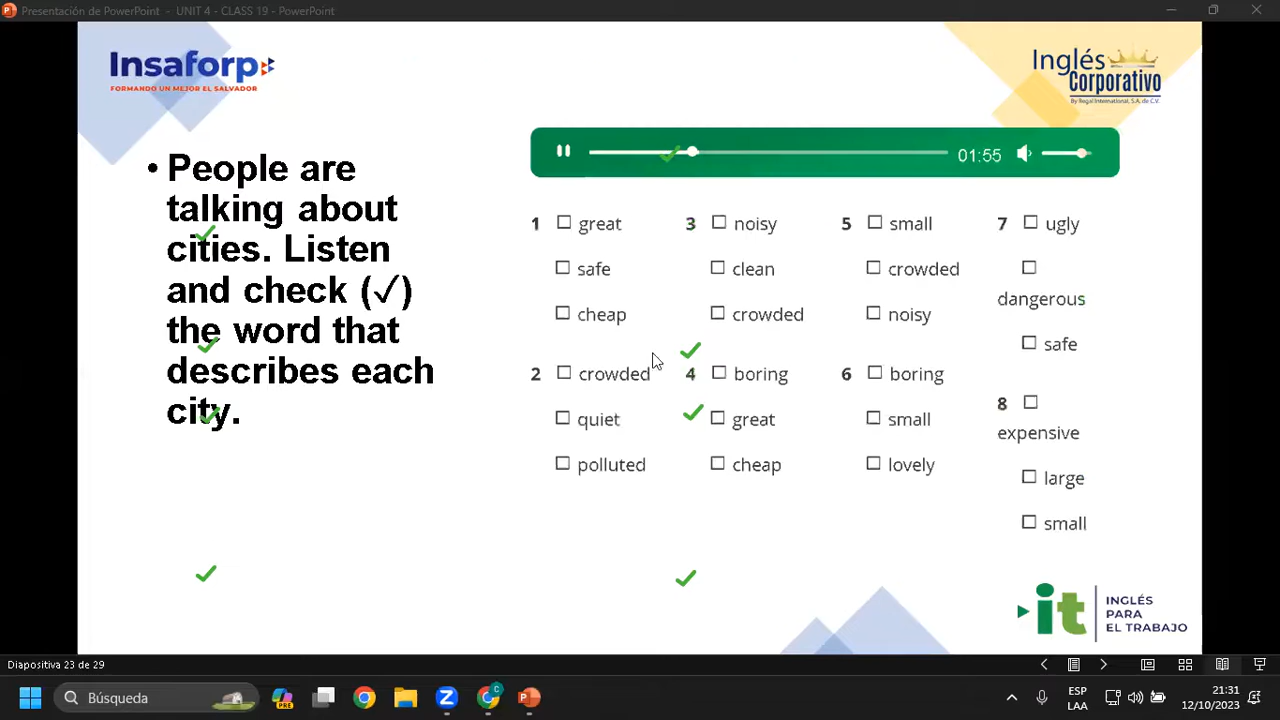 Presentación de PowerPoint - UNIT 4 - CLASS 19 - PowerPoint
Insaforp
FORMANDO UN MEJOR EL SALVADOR
Inglés
Corporativo
By Regal International, S.A. de C.V.
• People are
talking about
cities. Listen
and check (✓)
the word that
describes each
city.
01:55
1 ☐ great
☐ safe
☐ cheap
2 ☐ crowded
☐ quiet
☐ polluted
3 ☐ noisy
☐ clean
☐ crowded
4 ☐ boring
☐ great
☐ cheap
5 ☐ small
☐ crowded
☐ noisy
6 ☐ boring
☐ small
☐ lovely
7 ☐ ugly
☐
dangerous
☐ safe
8 ☐
expensive
☐ large
☐ small
it
INGLÉS
PARA
EL TRABAJO
Diapositiva 23 de 29
Búsqueda
PRE
C
ESP
LAA
21:31
12/10/2023